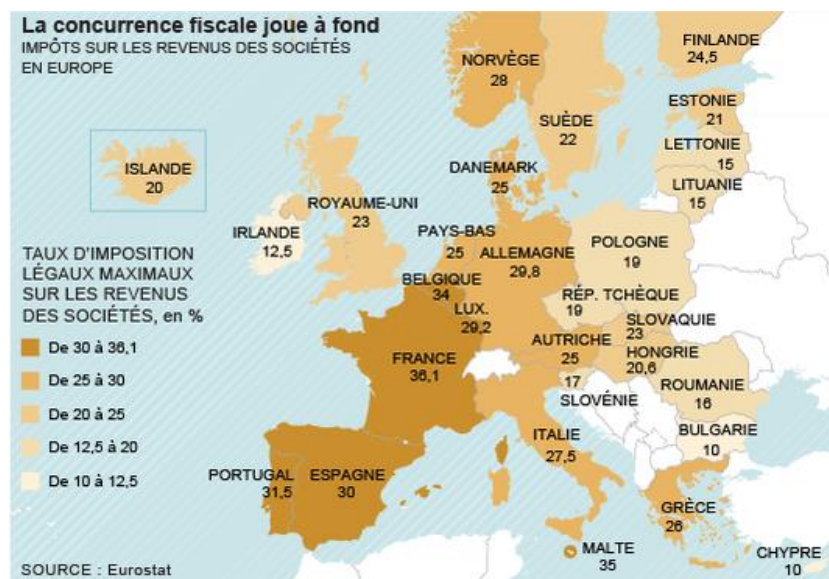 La concurrence fiscale joue à fond
IMPÔTS SUR LES REVENUS DES SOCIÉTÉS
EN EUROPE
FINLANDE
24,5
NORVÈGE
28
ESTONIE
21
SUÈDE
22
LETTONIE
15
ISLANDE
20
DANEMARK
25
LITUANIE
15
ROYAUME-UNI
23
IRLANDE
12,5
PAYS-BAS
25
ALLEMAGNE
29,8
POLOGNE
19
BELGIQUE
34
RÉP. TCHÈQUE
19
LUX.
29,2
SLOVAQUIE
23
AUTRICHE
25
HONGRIE
20,6
FRANCE
36,1
17
SLOVÉNIE
ROUMANIE
16
BULGARIE
10
ITALIE
27,5
PORTUGAL
31,5
ESPAGNE
30
GRÈCE
26
MALTE
35
CHYPRE
10
TAUX D'IMPOSITION
LÉGAUX MAXIMAUX
SUR LES REVENUS
DES SOCIÉTÉS, en %
De 30 à 36,1
De 25 à 30
De 20 à 25
De 12,5 à 20
De 10 à 12,5
SOURCE : Eurostat